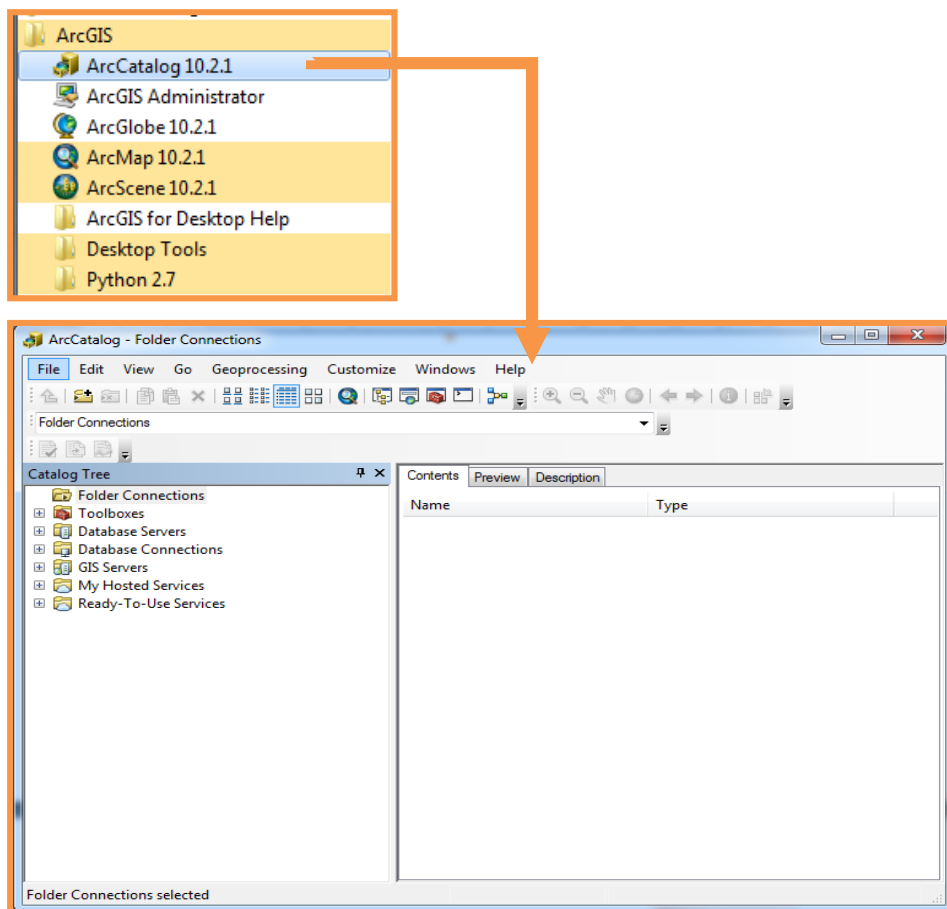 ArcGIS
ArcCatalog 10.2.1
ArcGIS Administrator
ArcGlobe 10.2.1
ArcMap 10.2.1
ArcScene 10.2.1
ArcGIS for Desktop Help
Desktop Tools
Python 2.7
ArcCatalog - Folder Connections
File Edit View Go Geoprocessing Customize Windows Help
Folder Connections
Catalog Tree
Contents Preview Description
Folder Connections
Name Type
Toolboxes
Database Servers
Database Connections
GIS Servers
My Hosted Services
Ready-To-Use Services
Folder Connections selected